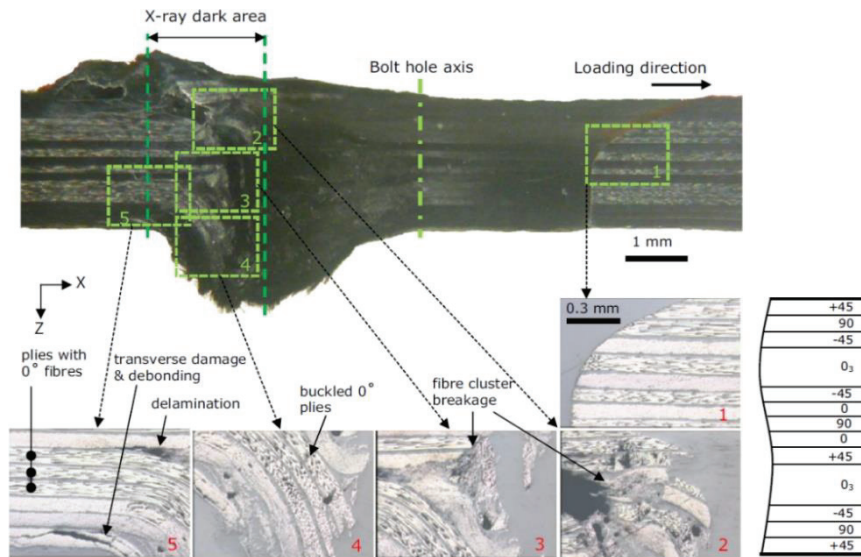 X-ray dark area
Bolt hole axis
Loading direction
2
1
3
5
4
1 mm
X
Z
0.3 mm
plies with
0° fibres
transverse damage
& debonding
delamination
buckled 0°
plies
fibre cluster
breakage
1
5
4
3
2
+45
90
-45
0₃
-45
0
90
0
+45
0₃
-45
90
+45